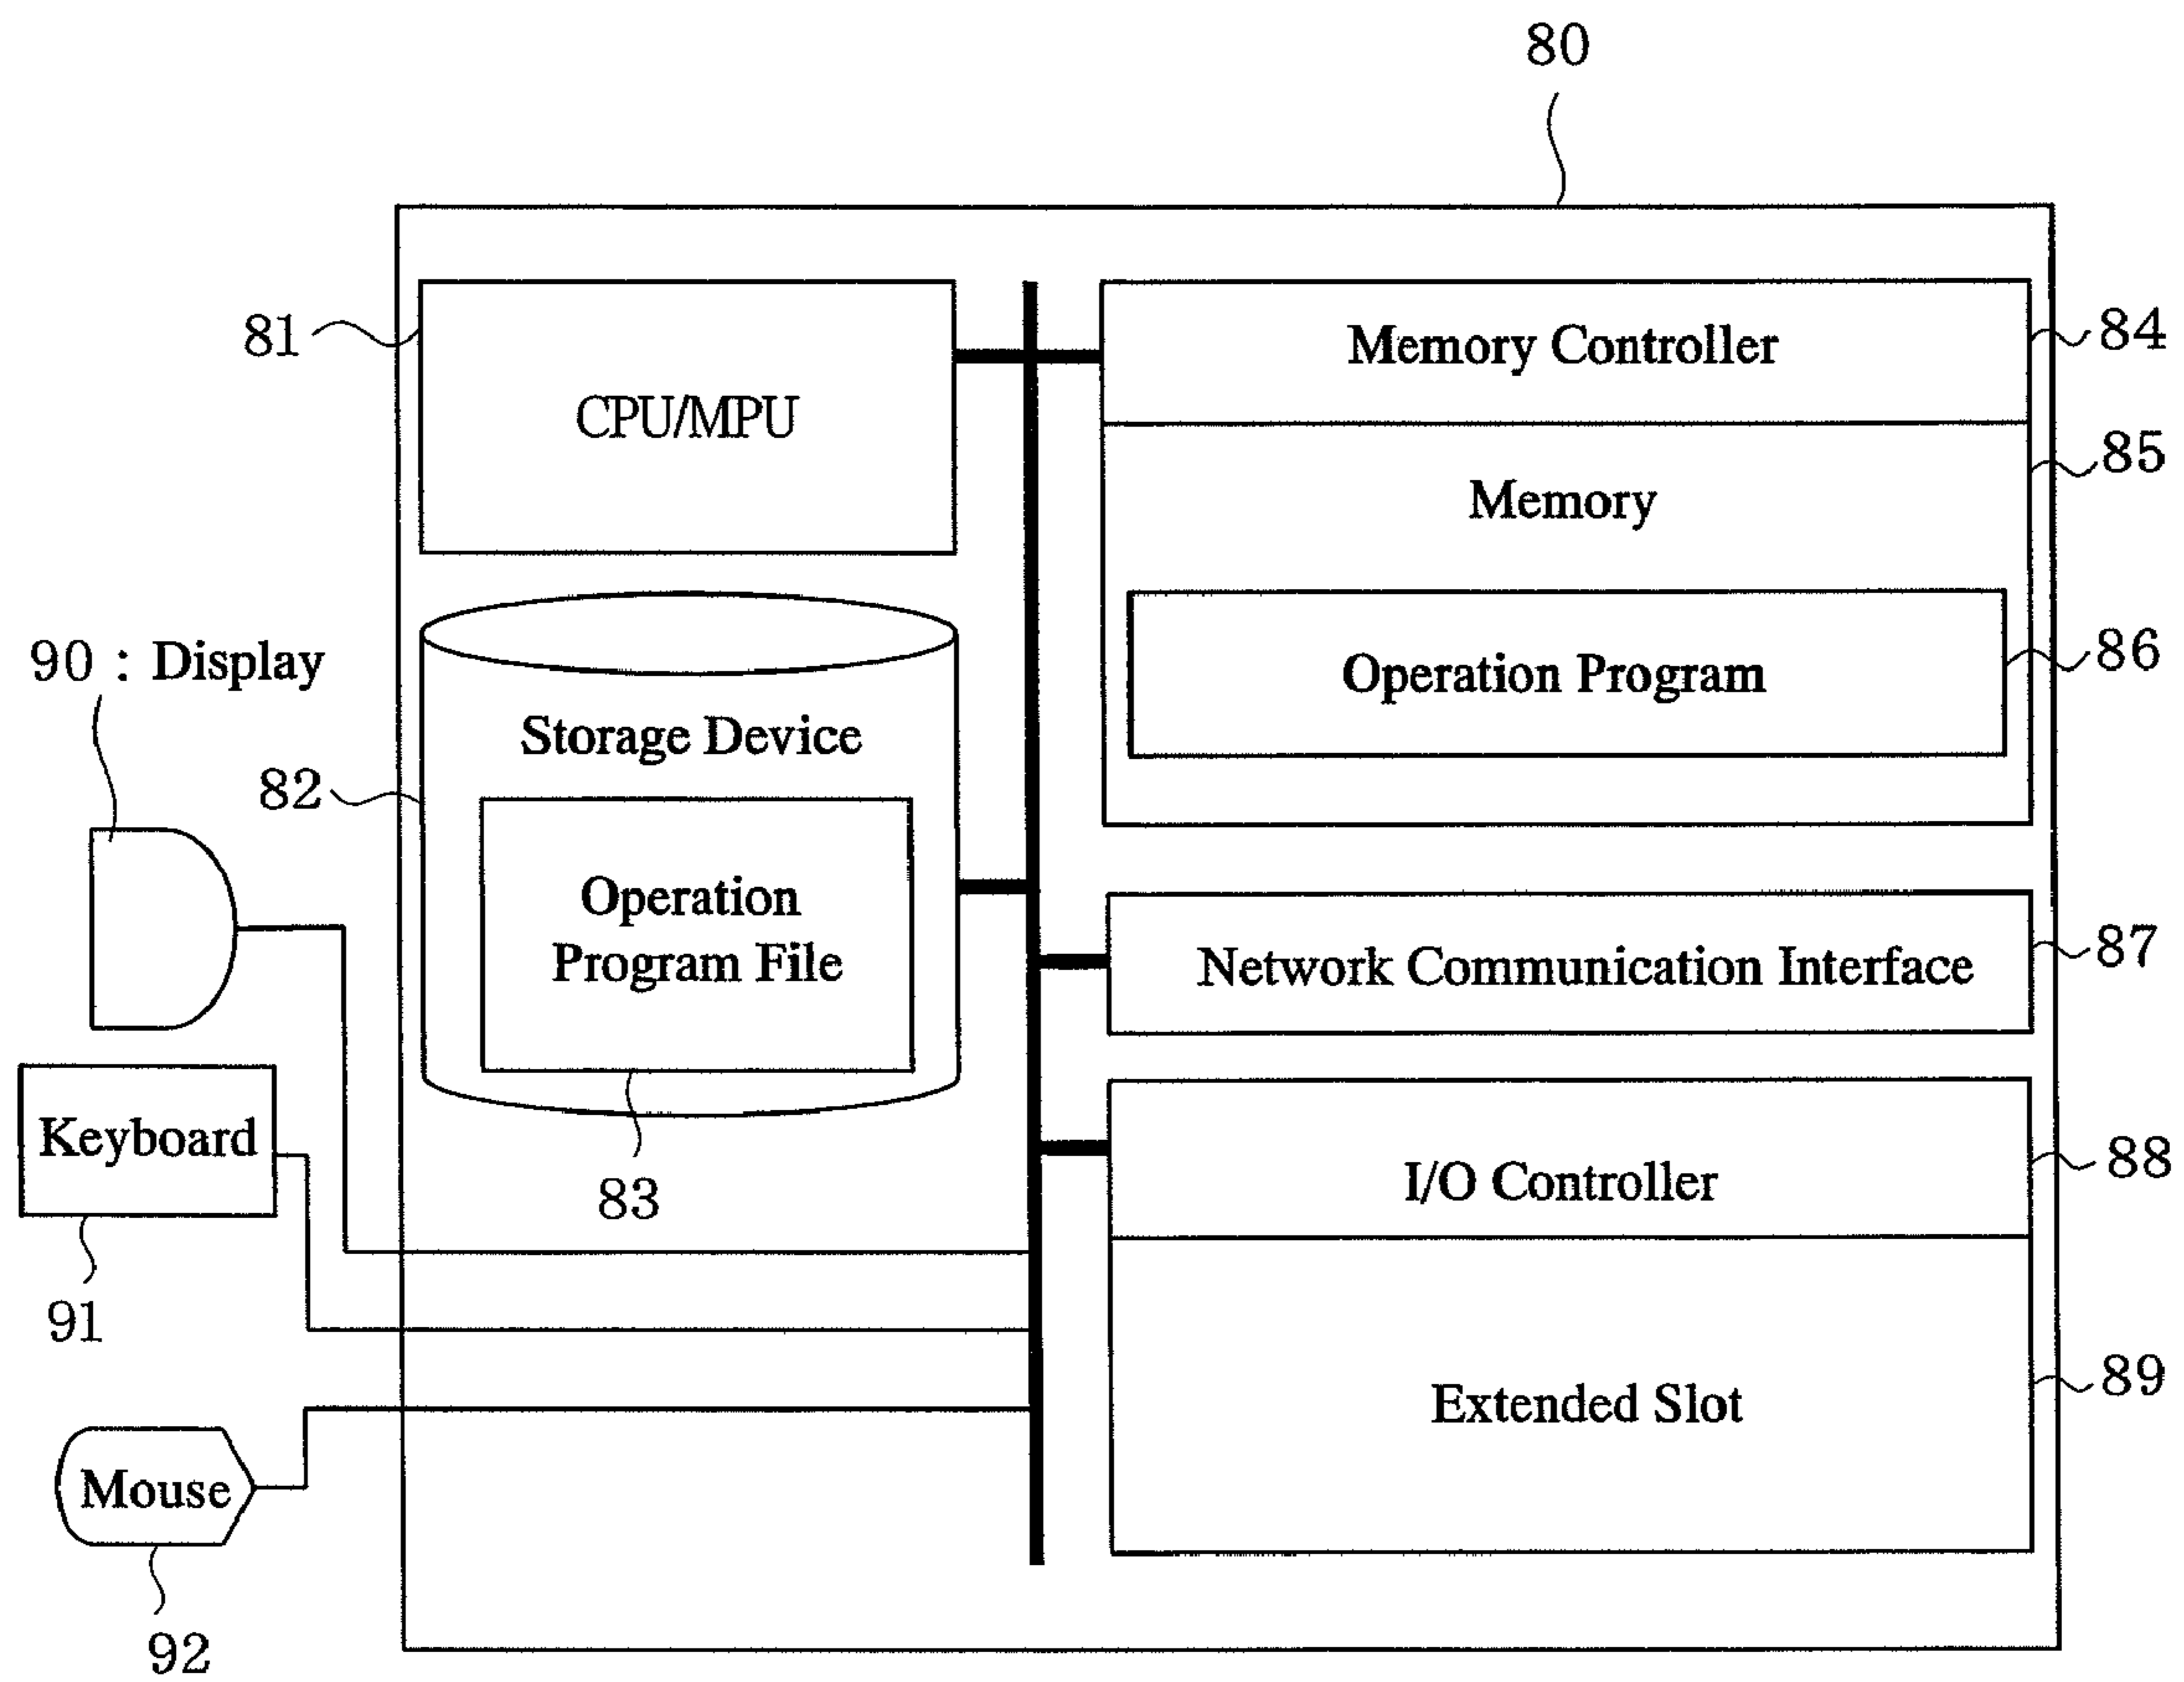 80
81
CPU/MPU
Memory Controller
84
Memory
85
Operation Program
86
90 : Display
Storage Device
82
Operation
Program File
83
Network Communication Interface
87
Keyboard
91
I/O Controller
88
Extended Slot
89
Mouse
92